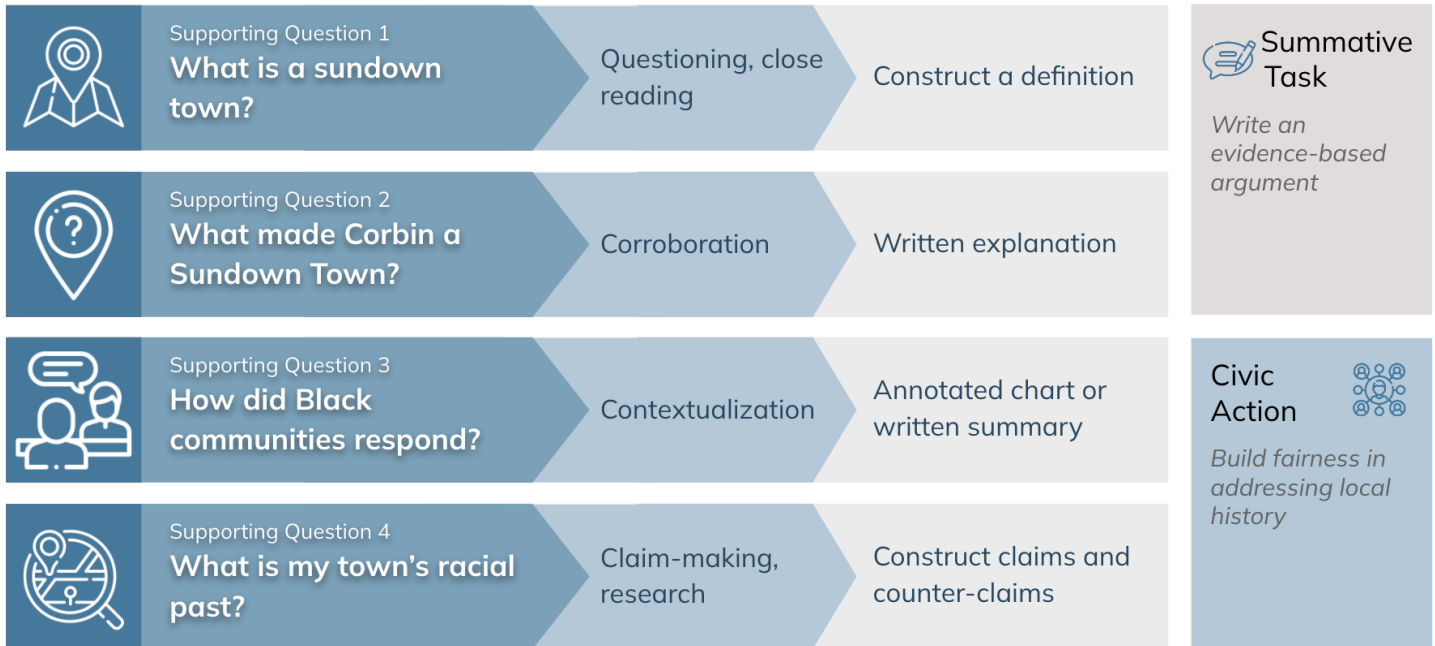 Supporting Question 1
What is a sundown
town?
Questioning, close
reading
Construct a definition
Supporting Question 2
What made Corbin a
Sundown Town?
Corroboration
Written explanation
Supporting Question 3
How did Black
communities respond?
Contextualization
Annotated chart or
written summary
Supporting Question 4
What is my town's racial
past?
Claim-making,
research
Construct claims and
counter-claims
Summative
Task
Write an
evidence-based
argument
Civic
Action
Build fairness in
addressing local
history